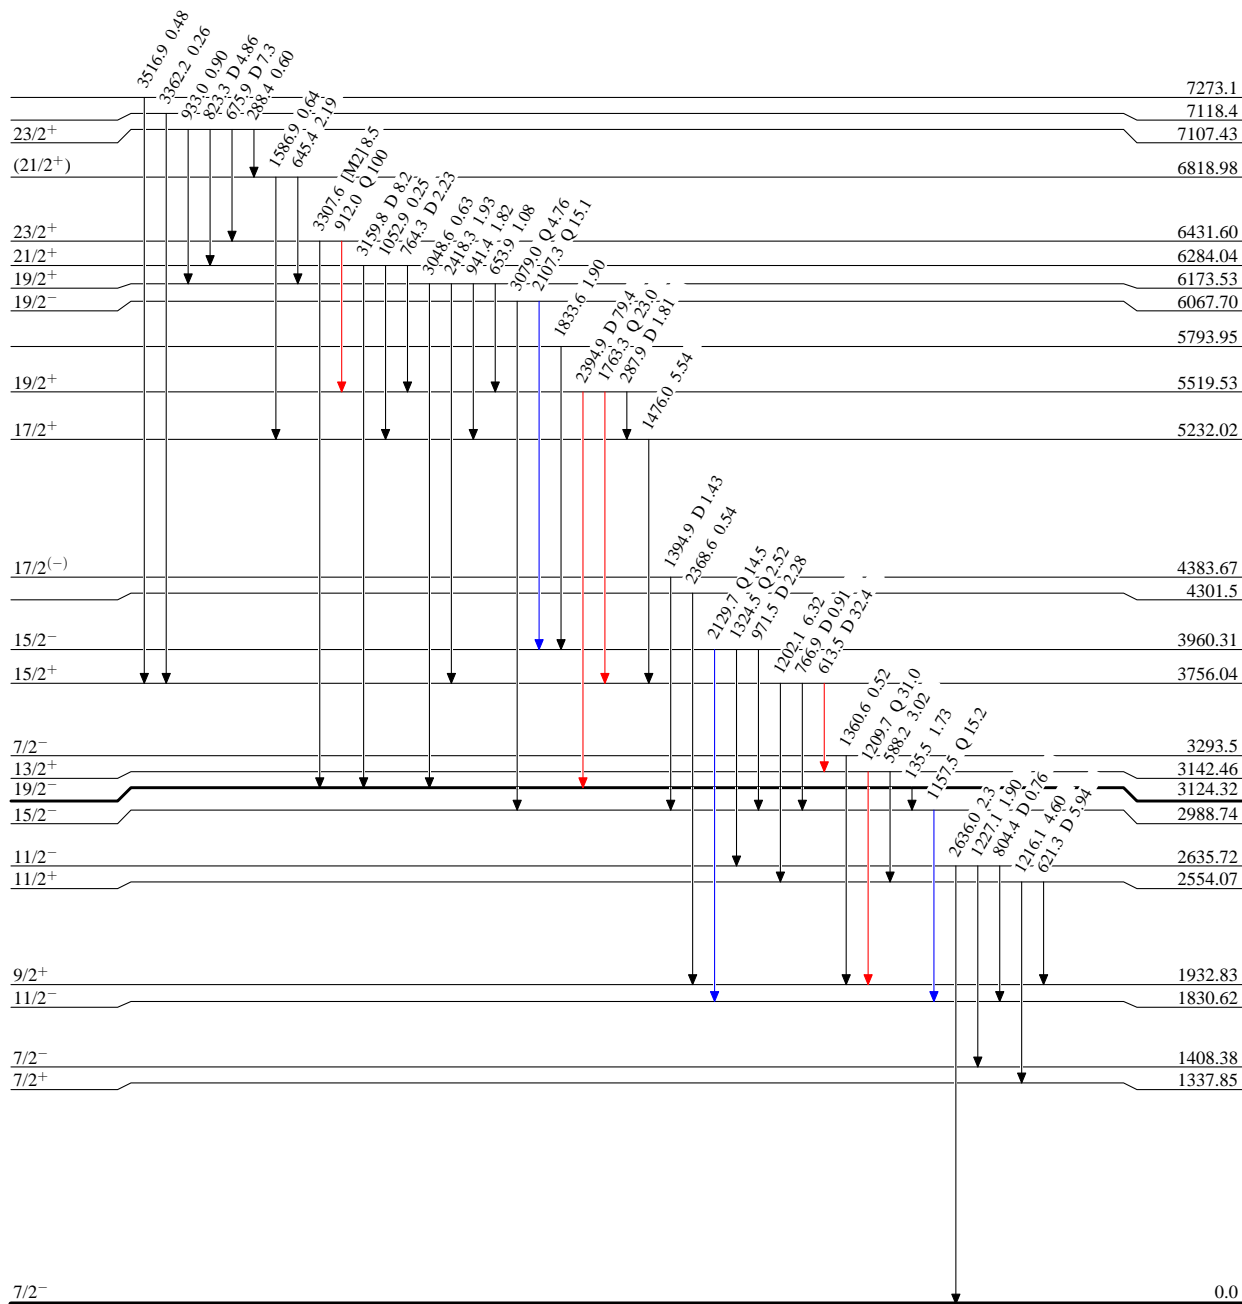 3516.9 0.48
3362.2 0.26
933.0 0.90
823.3 D 4.86
675.9 D 7.3
288.4 0.60
7273.1
7118.4
23/2⁺ 7107.43
1586.9 0.64
645.4 2.19
(21/2⁺) 6818.98
3307.6 [M2] 8.5
912.0 Q 100
3159.8 D 8.2
1052.9 0.25
764.3 D 2.23
3048.6 0.63
2418.3 1.93
941.4 1.82
653.9 1.08
3079.0 Q 4.76
2107.3 Q 15.1
23/2⁺ 6431.60
21/2⁺ 6284.04
19/2⁺ 6173.53
19/2⁻ 6067.70
1833.6 1.90
5793.95
2394.9 D 79.4
1763.3 Q 23.0
287.9 D 1.81
19/2⁺ 5519.53
1476.0 5.54
17/2⁺ 5232.02
1394.9 D 1.43
2368.6 0.54
17/2⁽⁻⁾ 4383.67
4301.5
2129.7 Q 14.5
1324.5 Q 2.52
971.5 D 2.28
15/2⁻ 3960.31
1202.1 6.32
766.9 D 0.91
613.5 D 32.4
15/2⁺ 3756.04
1360.6 0.52
1209.7 Q 31.0
588.2 3.02
135.5 1.73
1157.5 Q 15.2
7/2⁻ 3293.5
13/2⁺ 3142.46
19/2⁻ 3124.32
15/2⁻ 2988.74
2636.0 2.3
1227.1 1.90
804.4 D 0.76
1216.1 4.60
621.3 D 5.94
11/2⁻ 2635.72
11/2⁺ 2554.07
9/2⁺ 1932.83
11/2⁻ 1830.62
7/2⁻ 1408.38
7/2⁺ 1337.85
7/2⁻ 0.0